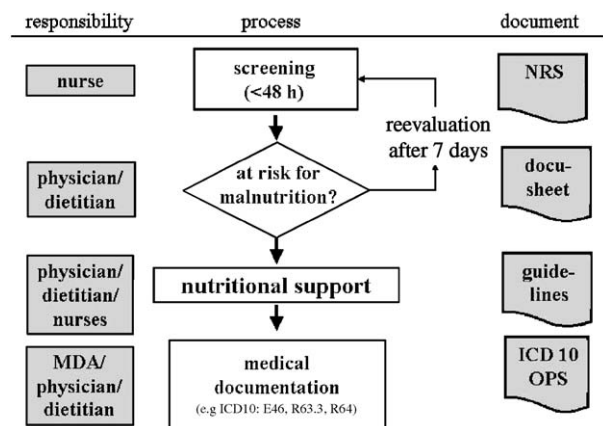 responsibility process document
nurse
screening
(<48 h)
NRS
reevaluation
after 7 days
physician/
dietitian
at risk for
malnutrition?
docu-
sheet
physician/
dietitian/
nurses
nutritional support
guide-
lines
MDA/
physician/
dietitian
medical
documentation
(e.g ICD10: E46, R63.3, R64)
ICD 10
OPS